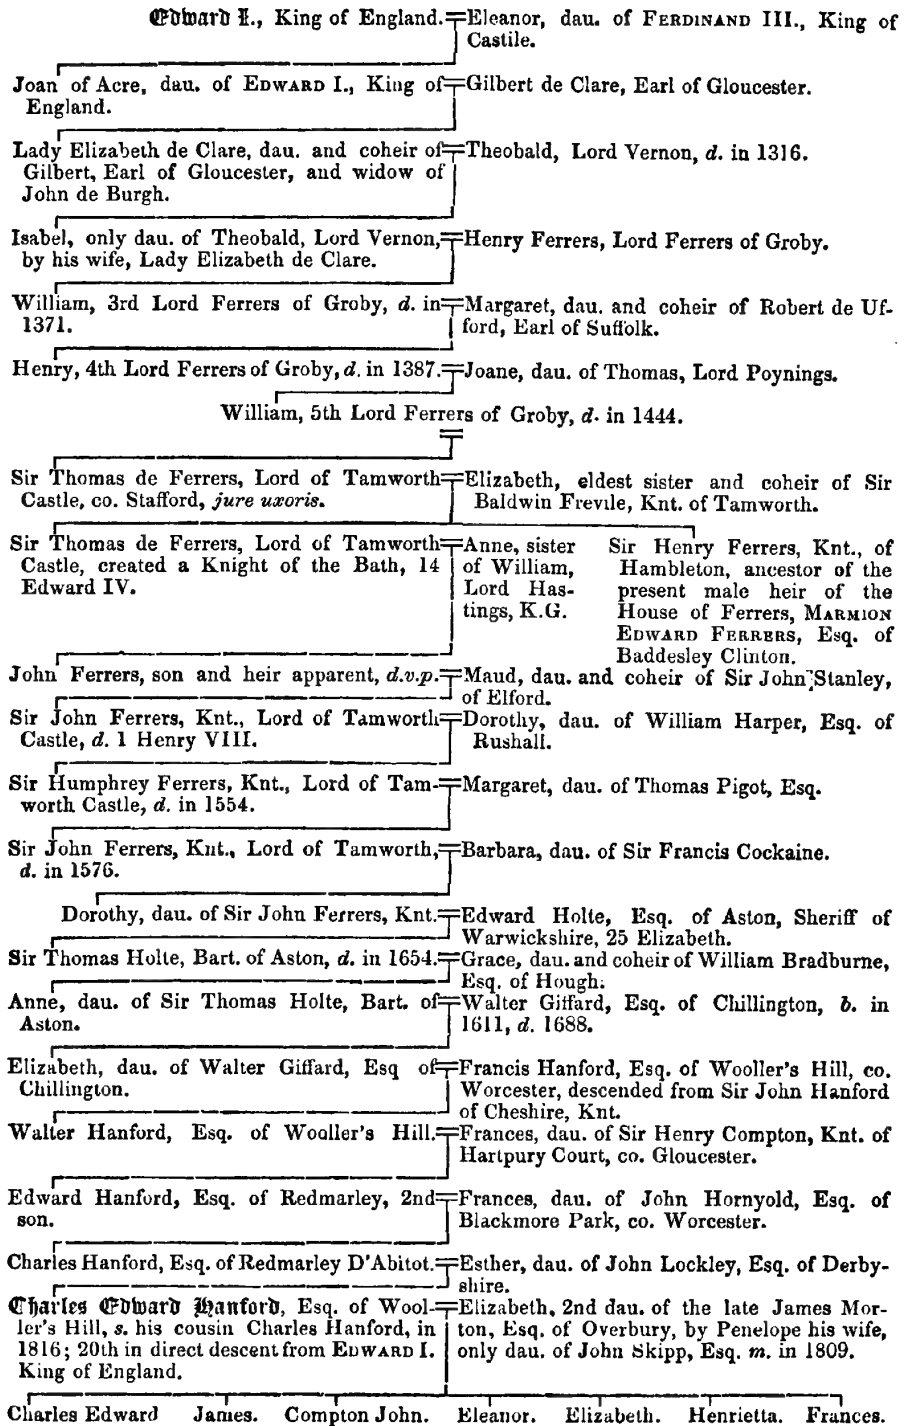 Edward I., King of England.=Eleanor, dau. of FERDINAND III., King of
Castile.
Joan of Acre, dau. of EDWARD I., King of=Gilbert de Clare, Earl of Gloucester.
England.
Lady Elizabeth de Clare, dau. and coheir of=Theobald, Lord Vernon, d. in 1316.
Gilbert, Earl of Gloucester, and widow of
John de Burgh.
Isabel, only dau. of Theobald, Lord Vernon,=Henry Ferrers, Lord Ferrers of Groby.
by his wife, Lady Elizabeth de Clare.
William, 3rd Lord Ferrers of Groby, d. in=Margaret, dau. and coheir of Robert de Uf-
1371.
ford, Earl of Suffolk.
Henry, 4th Lord Ferrers of Groby, d. in 1387.=Joane, dau. of Thomas, Lord Poynings.
William, 5th Lord Ferrers of Groby, d. in 1444.
=
Sir Thomas de Ferrers, Lord of Tamworth=Elizabeth, eldest sister and coheir of Sir
Castle, co. Stafford, jure uxoris.
Baldwin Frevile, Knt. of Tamworth.
Sir Thomas de Ferrers, Lord of Tamworth=
Castle, created a Knight of the Bath, 14
Edward IV.
Anne, sister
of William,
Lord Has-
tings, K.G.
Sir Henry Ferrers, Knt., of
Hambleton, ancestor of the
present male heir of the
House of Ferrers, MARMION
EDWARD FERRERS, Esq. of
Baddesley Clinton.
John Ferrers, son and heir apparent, d.v.p.=Maud, dau. and coheir of Sir John Stanley,
of Elford.
Sir John Ferrers, Knt., Lord of Tamworth=Dorothy, dau. of William Harper, Esq. of
Castle, d. 1 Henry VIII.
Rushall.
Sir Humphrey Ferrers, Knt., Lord of Tam-=Margaret, dau. of Thomas Pigot, Esq.
worth Castle, d. in 1554.
Sir John Ferrers, Knt., Lord of Tamworth,=Barbara, dau. of Sir Francis Cockaine.
d. in 1576.
Dorothy, dau. of Sir John Ferrers, Knt.=Edward Holte, Esq. of Aston, Sheriff of
Warwickshire, 25 Elizabeth.
Sir Thomas Holte, Bart. of Aston, d. in 1654.=Grace, dau. and coheir of William Bradburne,
Esq. of Hough.
Anne, dau. of Sir Thomas Holte, Bart. of=Walter Giffard, Esq. of Chillington, b. in
Aston.
1611, d. 1688.
Elizabeth, dau. of Walter Giffard, Esq of=Francis Hanford, Esq. of Wooller's Hill, co.
Chillington.
Worcester, descended from Sir John Hanford
of Cheshire, Knt.
Walter Hanford, Esq. of Wooller's Hill.=Frances, dau. of Sir Henry Compton, Knt. of
Hartpury Court, co. Gloucester.
Edward Hanford, Esq. of Redmarley, 2nd=Frances, dau. of John Hornyold, Esq. of
son.
Blackmore Park, co. Worcester.
Charles Hanford, Esq. of Redmarley D'Abitot.=Esther, dau. of John Lockley, Esq. of Derby-
shire.
Charles Edward Hanford, Esq. of Wool-=Elizabeth, 2nd dau. of the late James Mor-
ler's Hill, s. his cousin Charles Hanford, in
ton, Esq. of Overbury, by Penelope his wife,
1816; 20th in direct descent from EDWARD I.
only dau. of John Skipp, Esq. m. in 1809.
King of England.
Charles Edward James. Compton John. Eleanor. Elizabeth. Henrietta. Frances.